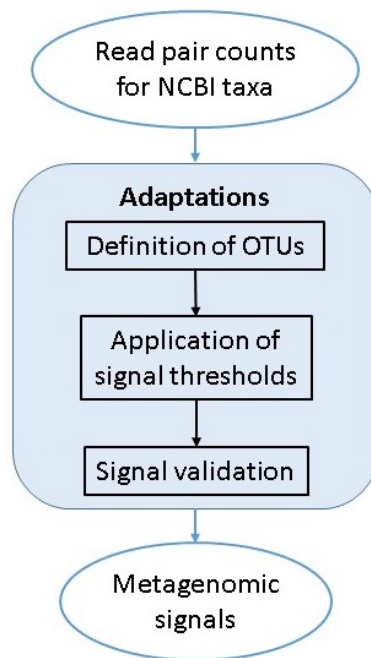 Read pair counts
for NCBI taxa
Adaptations
Definition of OTUs
Application of
signal thresholds
Signal validation
Metagenomic
signals